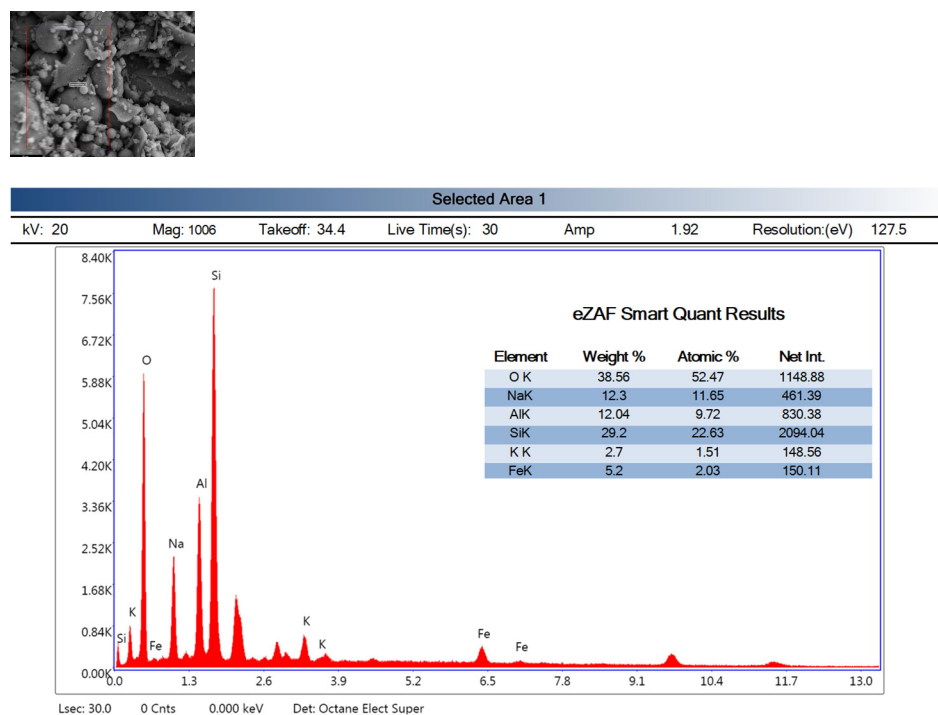 Selected Area 1
kV: 20 Mag: 1006 Takeoff: 34.4 Live Time(s): 30 Amp 1.92 Resolution:(eV) 127.5
8.40K
7.56K
6.72K
5.88K
5.04K
4.20K
3.36K
2.52K
1.68K
0.84K
0.00K
Si
O
Al
Na
K
Si
Fe
K
K
Fe
Fe
eZAF Smart Quant Results
Element Weight % Atomic % Net Int.
O K 38.56 52.47 1148.88
NaK 12.3 11.65 461.39
AlK 12.04 9.72 830.38
SiK 29.2 22.63 2094.04
K K 2.7 1.51 148.56
FeK 5.2 2.03 150.11
0.0 1.3 2.6 3.9 5.2 6.5 7.8 9.1 10.4 11.7 13.0
Lsec: 30.0 0 Cnts 0.000 keV Det: Octane Elect Super